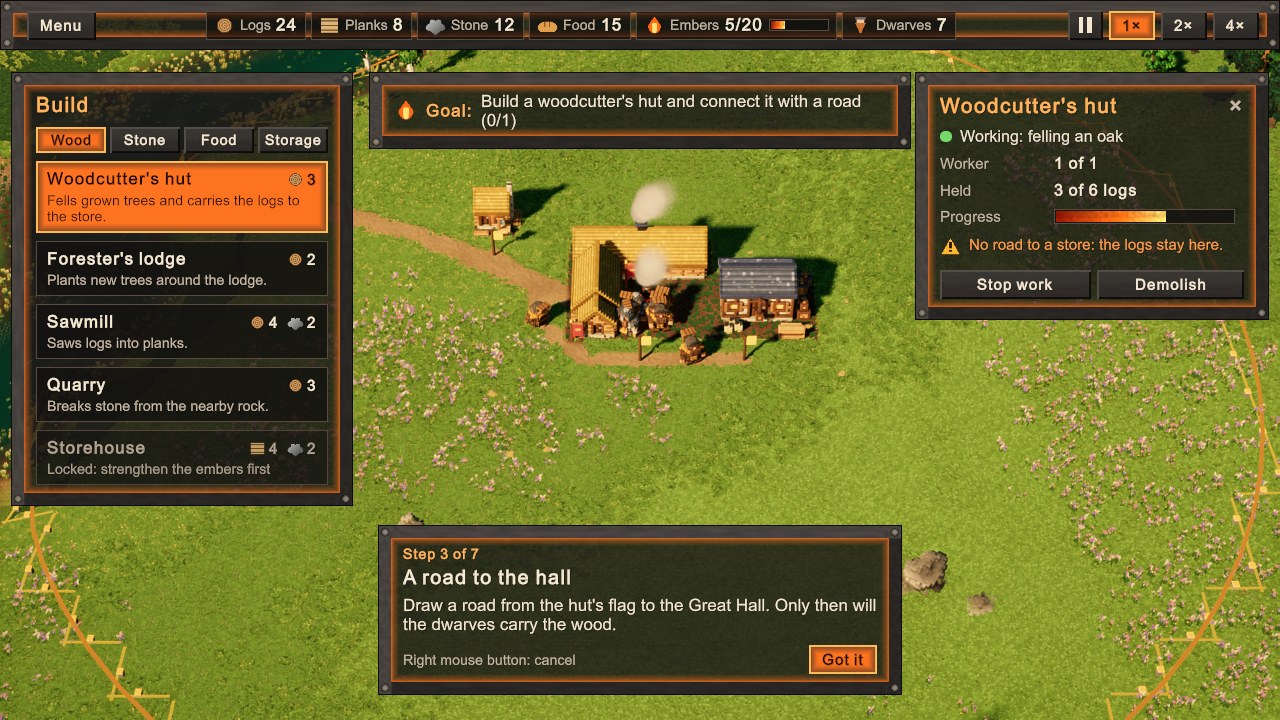 Menu
Logs 24
Planks 8
Stone 12
Food 15
Embers 5/20
Dwarves 7
1×
2×
4×
Build
Wood
Stone
Food
Storage
Woodcutter's hut
3
Fells grown trees and carries the logs to
the store.
Forester's lodge
2
Plants new trees around the lodge.
Sawmill
4
2
Saws logs into planks.
Quarry
3
Breaks stone from the nearby rock.
Storehouse
4
2
Locked: strengthen the embers first
Goal:
Build a woodcutter's hut and connect it with a road
(0/1)
Woodcutter's hut
×
Working: felling an oak
Worker
1 of 1
Held
3 of 6 logs
Progress
No road to a store: the logs stay here.
Stop work
Demolish
Step 3 of 7
A road to the hall
Draw a road from the hut's flag to the Great Hall. Only then will
the dwarves carry the wood.
Right mouse button: cancel
Got it